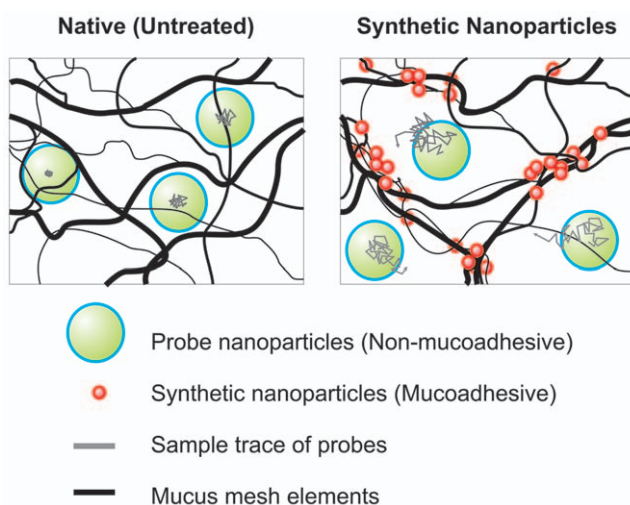 Native (Untreated)
Synthetic Nanoparticles
Probe nanoparticles (Non-mucoadhesive)
Synthetic nanoparticles (Mucoadhesive)
Sample trace of probes
Mucus mesh elements